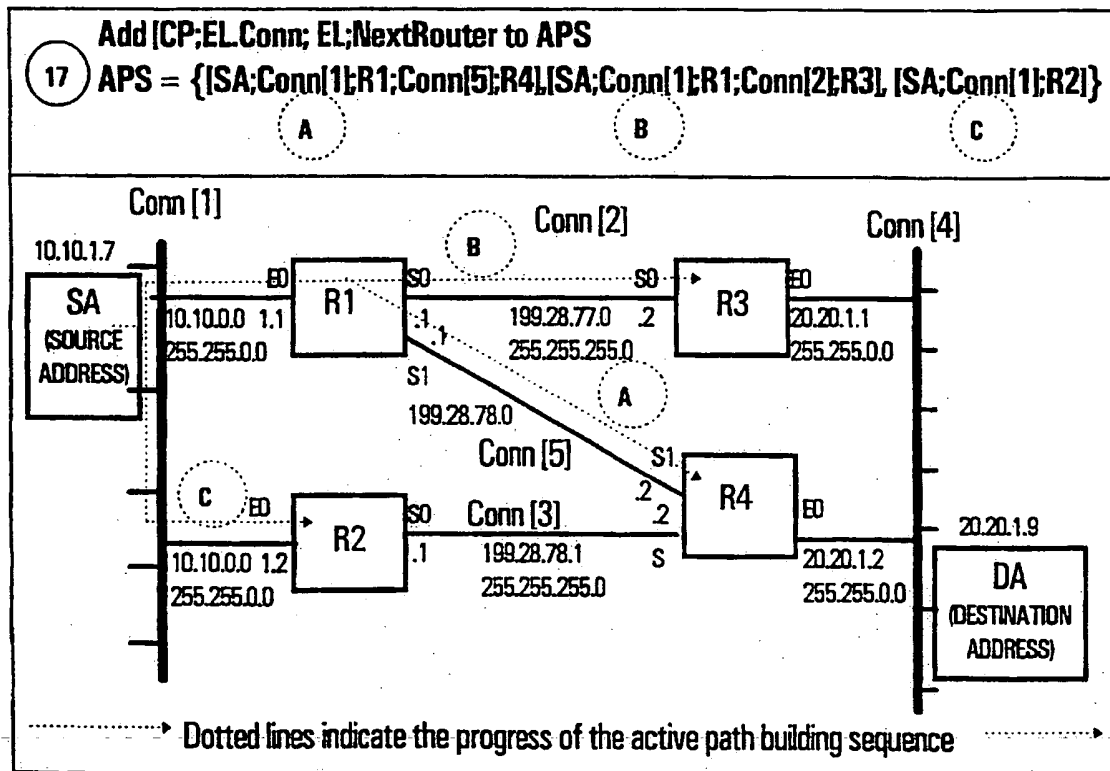 Add [CP;EL.Conn; EL;NextRouter to APS
17
APS = {[SA;Conn[1];R1;Conn[5];R4],[SA;Conn[1];R1;Conn[2];R3], [SA;Conn[1];R2]}
A
B
C
Conn [1]
Conn [2]
Conn [4]
10.10.1.7
B
SA
(SOURCE
ADDRESS)
E0
R1
S0
S0
R3
E0
10.10.0.0 1.1
.1
.1
199.28.77.0 .2
20.20.1.1
255.255.0.0
255.255.255.0
255.255.0.0
S1
A
199.28.78.0
Conn [5]
S1
C
E0
.2
R4
E0
R2
S0
Conn [3]
.2
20.20.1.9
10.10.0.0 1.2
.1
199.28.78.1
S
20.20.1.2
255.255.0.0
255.255.255.0
255.255.0.0
DA
(DESTINATION
ADDRESS)
Dotted lines indicate the progress of the active path building sequence